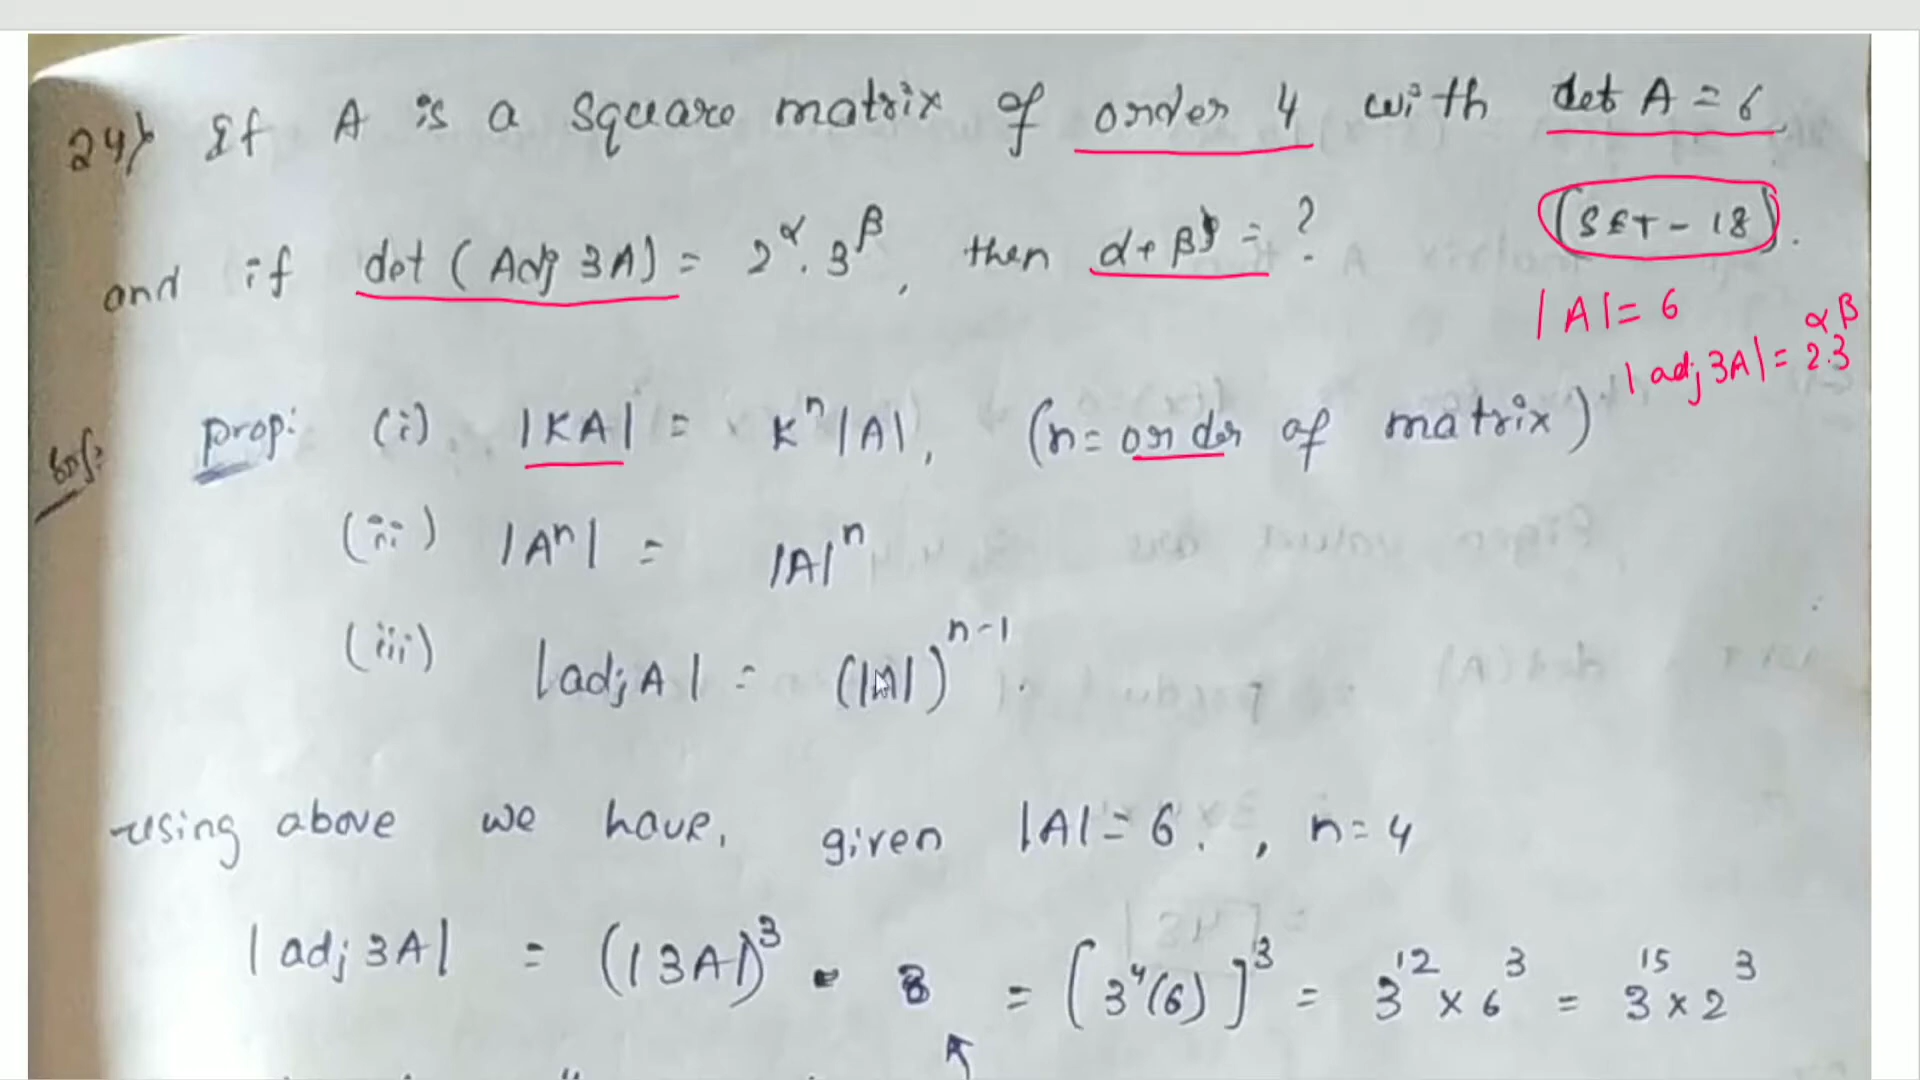 24) If A is a square matrix of order 4 with det A = 6,
and if det (Adj 3A) = 2^α . 3^β, then α+β = ? (SET - 18).
|A| = 6
|adj 3A| = 2^α.3^β
Sol: prop: (i) |KA| = K^n |A|, (n = order of matrix)
(ii) |A^n| = |A|^n
(iii) |adj A| = (|A|)^{n-1}
using above we have, given |A| = 6, n = 4
|adj 3A| = (|3A|)^3 = [3^4(6)]^3 = 3^12 × 6^3 = 3^15 × 2^3